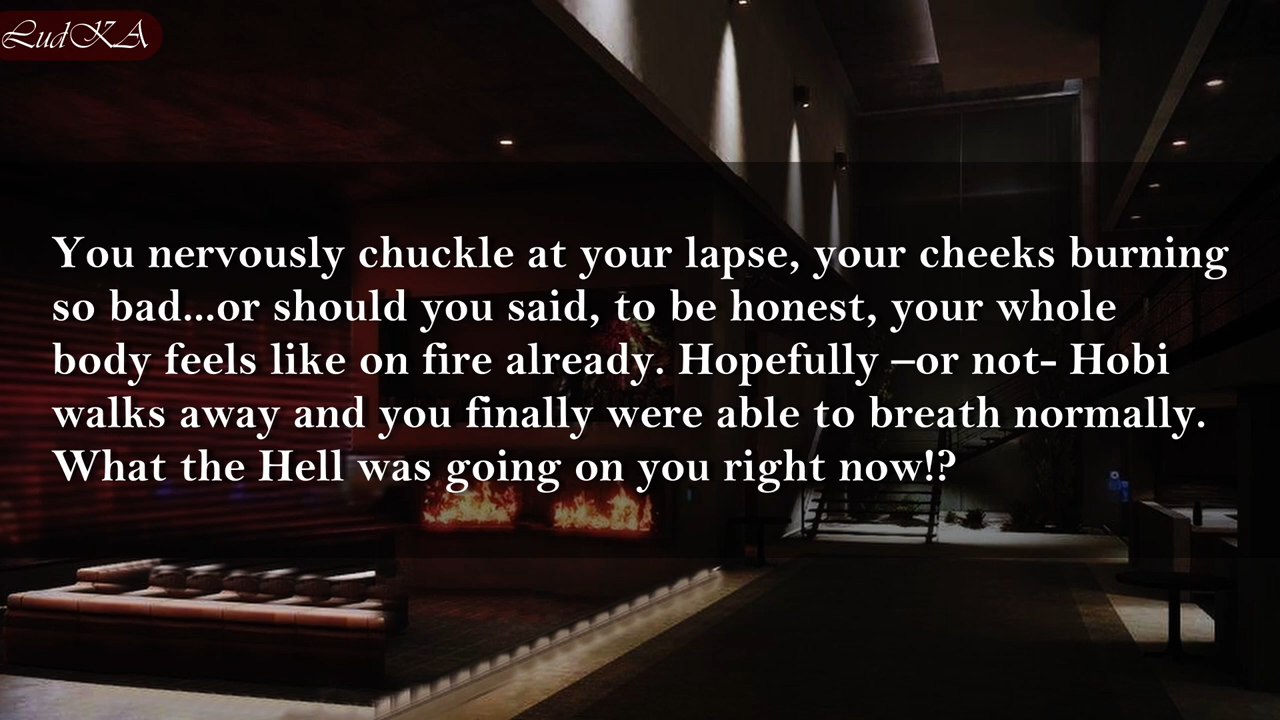 LudKA
You nervously chuckle at your lapse, your cheeks burning
so bad...or should you said, to be honest, your whole
body feels like on fire already. Hopefully –or not- Hobi
walks away and you finally were able to breath normally.
What the Hell was going on you right now!?